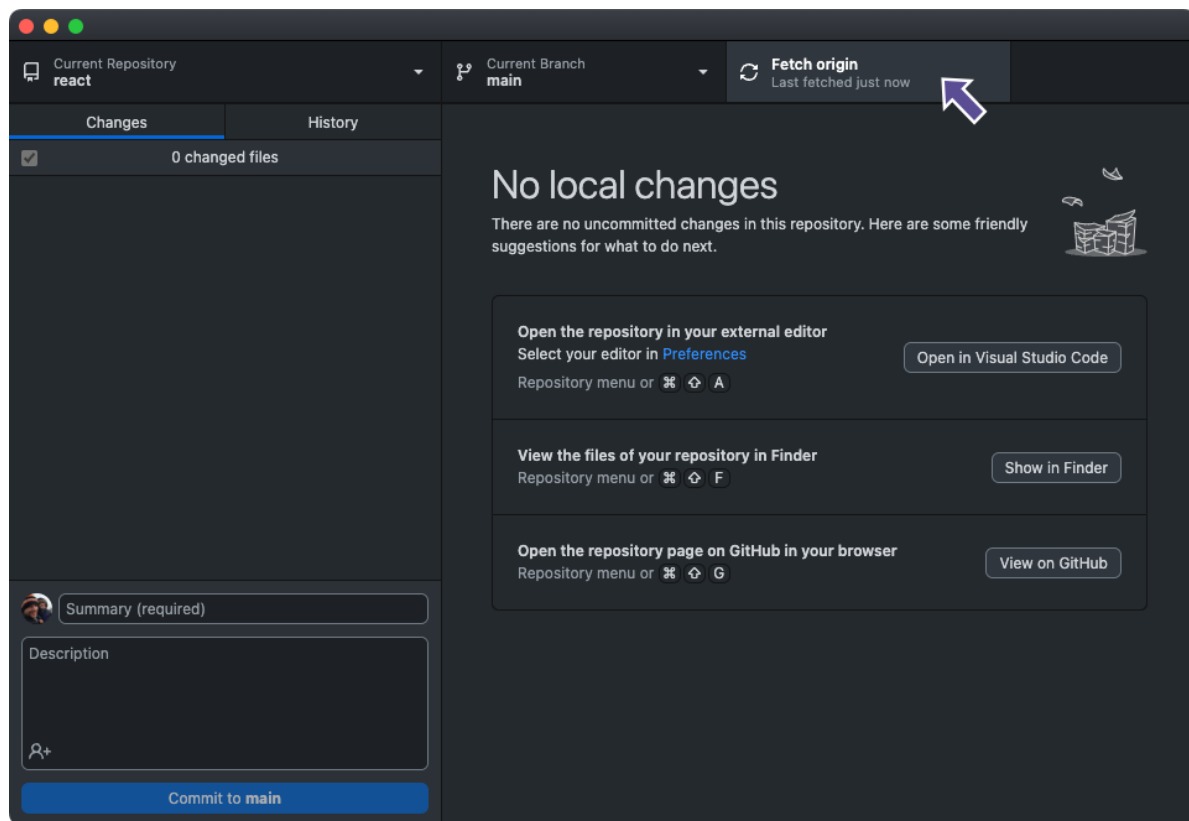 Current Repository
react
Current Branch
main
Fetch origin
Last fetched just now
Changes
History
0 changed files
No local changes
There are no uncommitted changes in this repository. Here are some friendly
suggestions for what to do next.
Open the repository in your external editor
Select your editor in Preferences
Repository menu or ⌘ ⇧ A
Open in Visual Studio Code
View the files of your repository in Finder
Repository menu or ⌘ ⇧ F
Show in Finder
Open the repository page on GitHub in your browser
Repository menu or ⌘ ⇧ G
View on GitHub
Summary (required)
Description
Commit to main